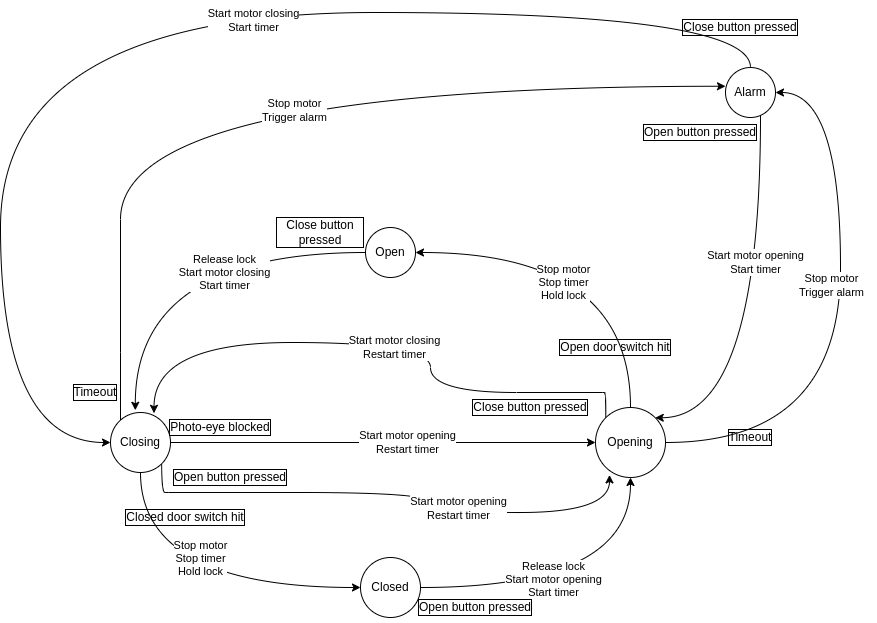 Start motor closing
Start timer
Close button pressed
Alarm
Stop motor
Trigger alarm
Open button pressed
Close button
pressed
Open
Release lock
Start motor closing
Start timer
Stop motor
Stop timer
Hold lock
Start motor opening
Start timer
Stop motor
Trigger alarm
Start motor closing
Restart timer
Open door switch hit
Timeout
Close button pressed
Closing
Photo-eye blocked
Start motor opening
Restart timer
Opening
Timeout
Open button pressed
Start motor opening
Restart timer
Closed door switch hit
Stop motor
Stop timer
Hold lock
Closed
Release lock
Start motor opening
Start timer
Open button pressed